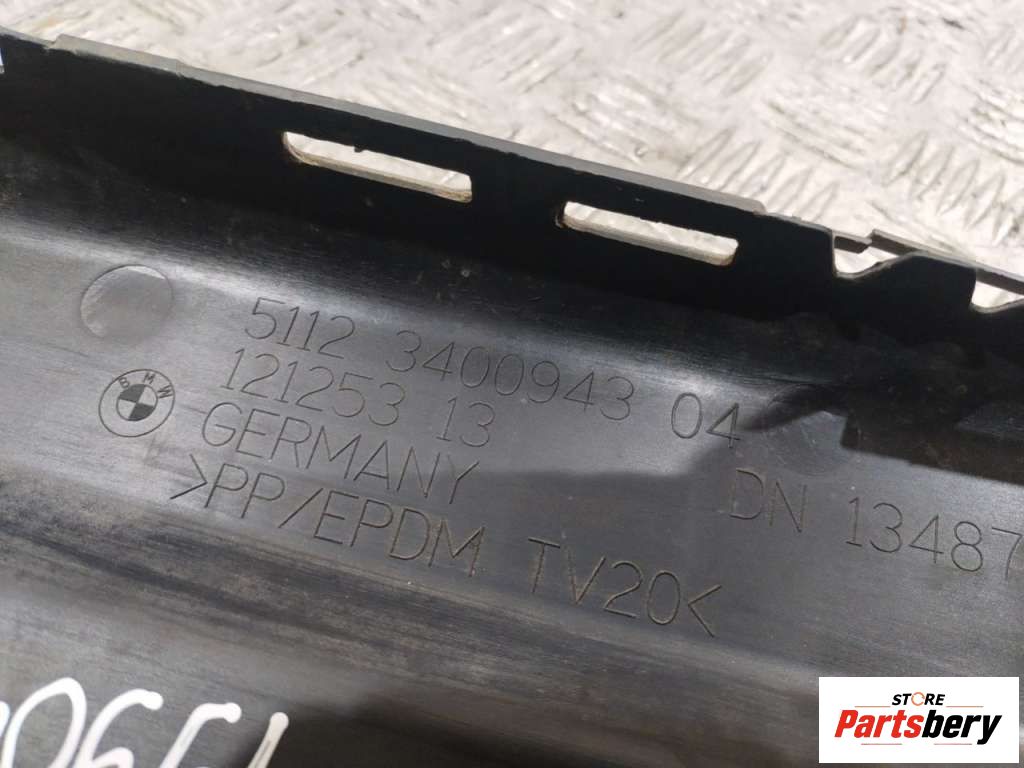 5112 3400943 04
121253 13
GERMANY
DN 13487
>PP/EPDM TV20<
BMW
STORE
Partsbery